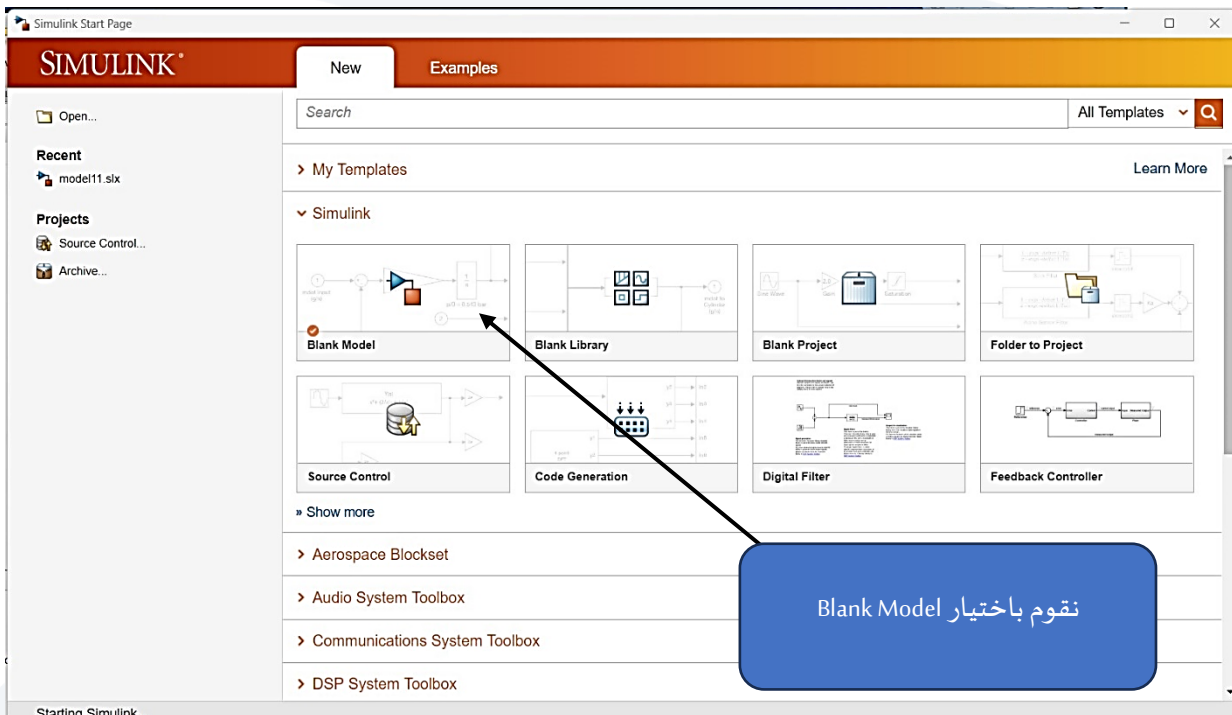 Simulink Start Page
SIMULINK®
New
Examples
Open...
Recent
model11.slx
Projects
Source Control...
Archive...
Search
All Templates
My Templates
Learn More
Simulink
Blank Model
Blank Library
Blank Project
Folder to Project
Source Control
Code Generation
Digital Filter
Feedback Controller
» Show more
Aerospace Blockset
Audio System Toolbox
Communications System Toolbox
DSP System Toolbox
نقوم باختيار Blank Model
Starting Simulink